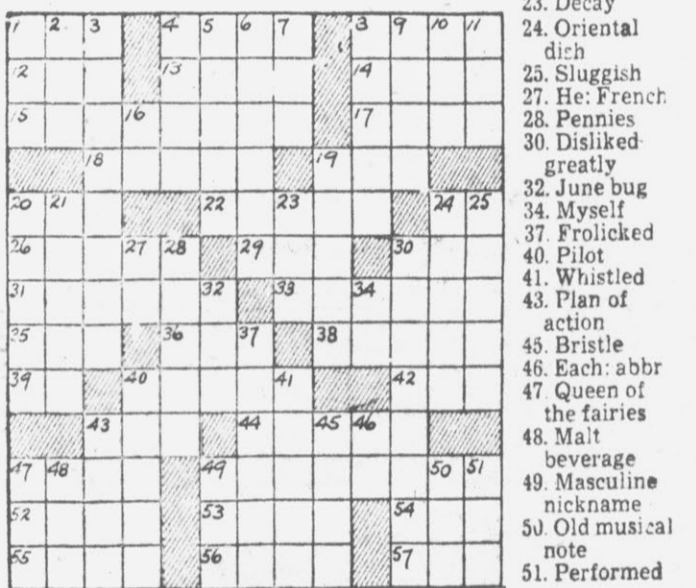 1 2 3 4 5 6 7 8 9 10 11
12 13 14
15 16 17
18 19
20 21 22 23 24 25
26 27 28 29 30
31 32 33 34
35 36 37 38
39 40 41 42
43 44 45 46
47 48 49 50 51
52 53 54
55 56 57
23. Decay
24. Oriental
dish
25. Sluggish
27. He: French
28. Pennies
30. Disliked
greatly
32. June bug
34. Myself
37. Frolicked
40. Pilot
41. Whistled
43. Plan of
action
45. Bristle
46. Each: abbr
47. Queen of
the fairies
48. Malt
beverage
49. Masculine
nickname
50. Old musical
note
51. Performed